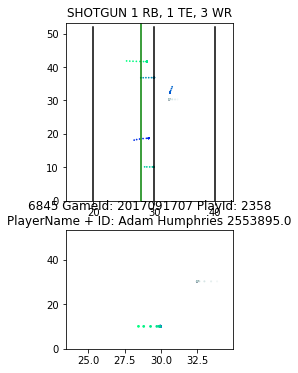 SHOTGUN 1 RB, 1 TE, 3 WR
50
40
30
20
10
0
20 30 40
6845 GameId: 2017091707 PlayId: 2358
PlayerName + ID: Adam Humphries 2553895.0
40
20
0
25.0 27.5 30.0 32.5